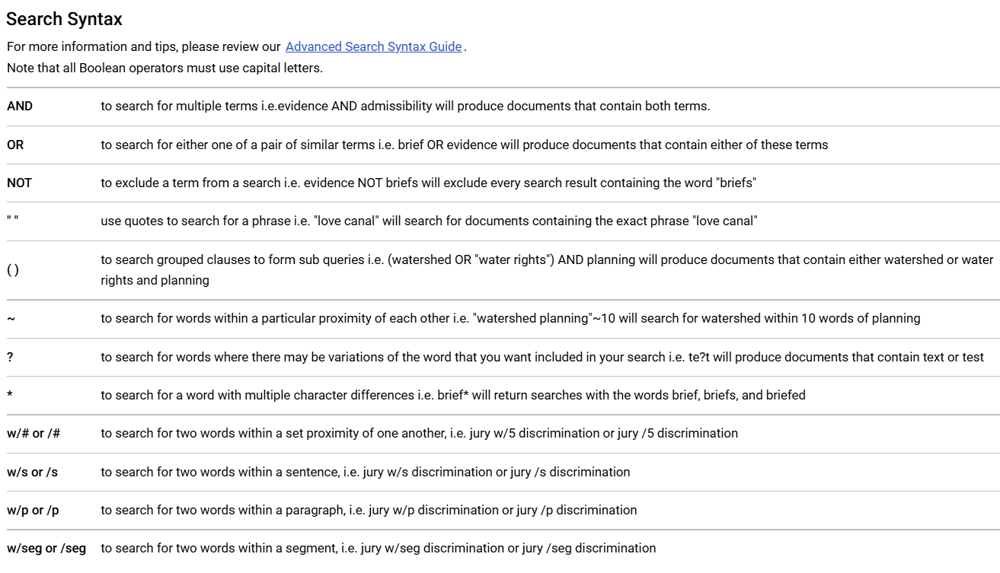 Search Syntax
For more information and tips, please review our Advanced Search Syntax Guide.
Note that all Boolean operators must use capital letters.
AND to search for multiple terms i.e.evidence AND admissibility will produce documents that contain both terms.
OR to search for either one of a pair of similar terms i.e. brief OR evidence will produce documents that contain either of these terms
NOT to exclude a term from a search i.e. evidence NOT briefs will exclude every search result containing the word "briefs"
" " use quotes to search for a phrase i.e. "love canal" will search for documents containing the exact phrase "love canal"
( ) to search grouped clauses to form sub queries i.e. (watershed OR "water rights") AND planning will produce documents that contain either watershed or water
rights and planning
~ to search for words within a particular proximity of each other i.e. "watershed planning"~10 will search for watershed within 10 words of planning
? to search for words where there may be variations of the word that you want included in your search i.e. te?t will produce documents that contain text or test
* to search for a word with multiple character differences i.e. brief* will return searches with the words brief, briefs, and briefed
w/# or /# to search for two words within a set proximity of one another, i.e. jury w/5 discrimination or jury /5 discrimination
w/s or /s to search for two words within a sentence, i.e. jury w/s discrimination or jury /s discrimination
w/p or /p to search for two words within a paragraph, i.e. jury w/p discrimination or jury /p discrimination
w/seg or /seg to search for two words within a segment, i.e. jury w/seg discrimination or jury /seg discrimination